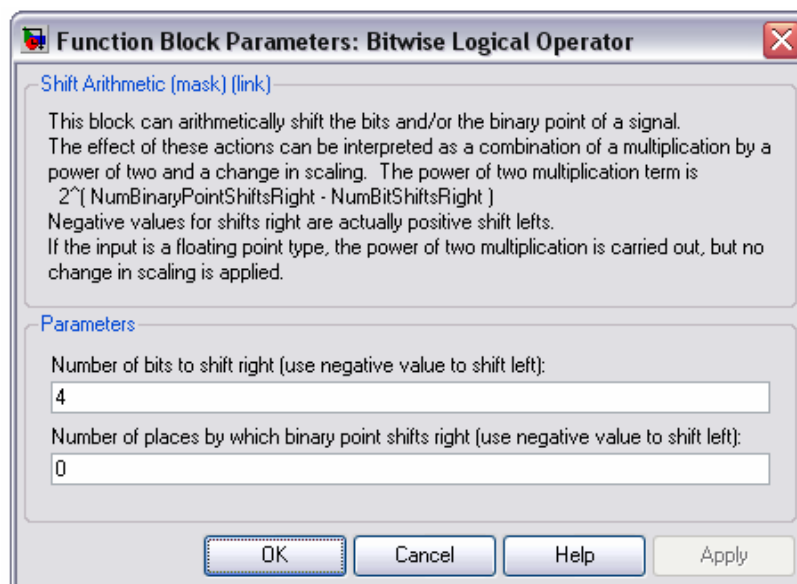 Function Block Parameters: Bitwise Logical Operator
Shift Arithmetic (mask) (link)
This block can arithmetically shift the bits and/or the binary point of a signal.
The effect of these actions can be interpreted as a combination of a multiplication by a
power of two and a change in scaling. The power of two multiplication term is
2^( NumBinaryPointShiftsRight - NumBitShiftsRight )
Negative values for shifts right are actually positive shift lefts.
If the input is a floating point type, the power of two multiplication is carried out, but no
change in scaling is applied.
Parameters
Number of bits to shift right (use negative value to shift left):
4
Number of places by which binary point shifts right (use negative value to shift left):
0
OK Cancel Help Apply